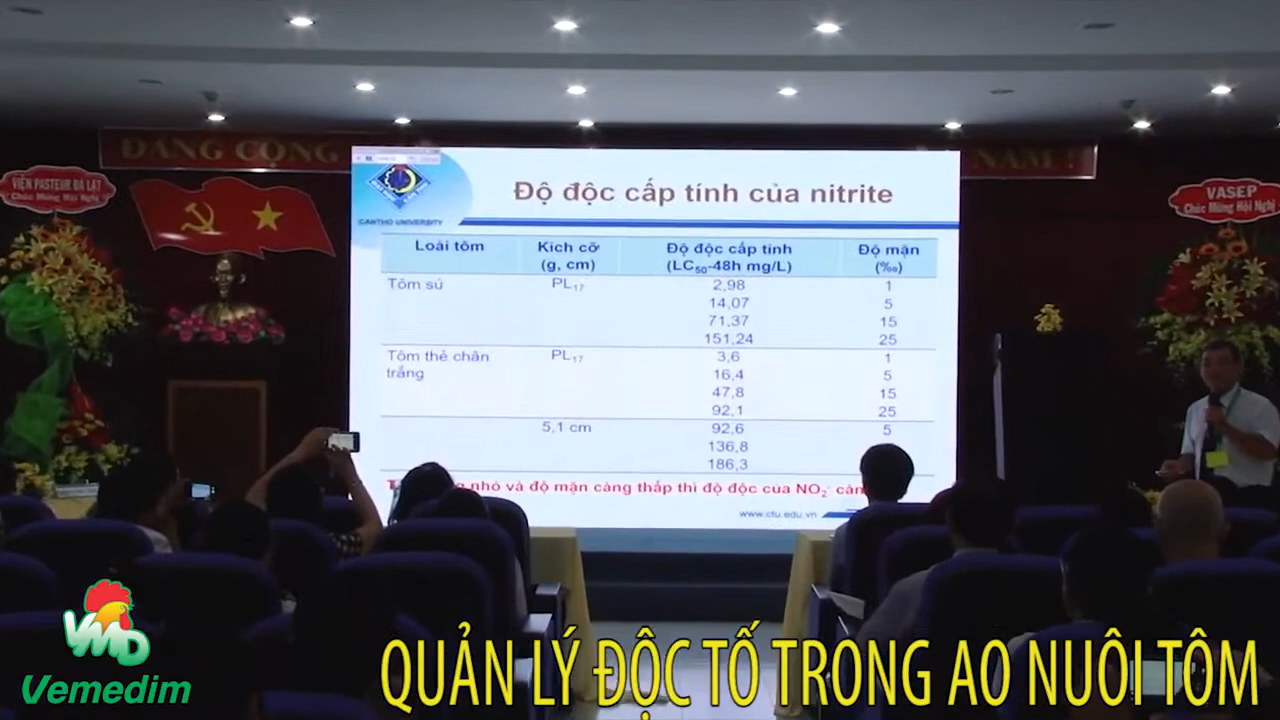 ĐẢNG CỘNG
NAM !
VIỆN PASTEUR ĐÀ LẠT
Chúc Mừng Hội Nghị
VASEP
Chúc Mừng Hội Nghị
CANTHO UNIVERSITY
Độ độc cấp tính của nitrite
Loài tôm Kích cỡ (g, cm) Độ độc cấp tính (LC50-48h mg/L) Độ mặn (‰)
Tôm sú PL17 2,98 1
14,07 5
71,37 15
151,24 25
Tôm thẻ chân trắng PL17 3,6 1
16,4 5
47,8 15
92,1 25
5,1 cm 92,6 5
136,8
186,3
nhỏ và độ mặn càng thấp thì độ độc của NO2-
www.ctu.edu.vn
VMD
Vemedim
QUẢN LÝ ĐỘC TỐ TRONG AO NUÔI TÔM